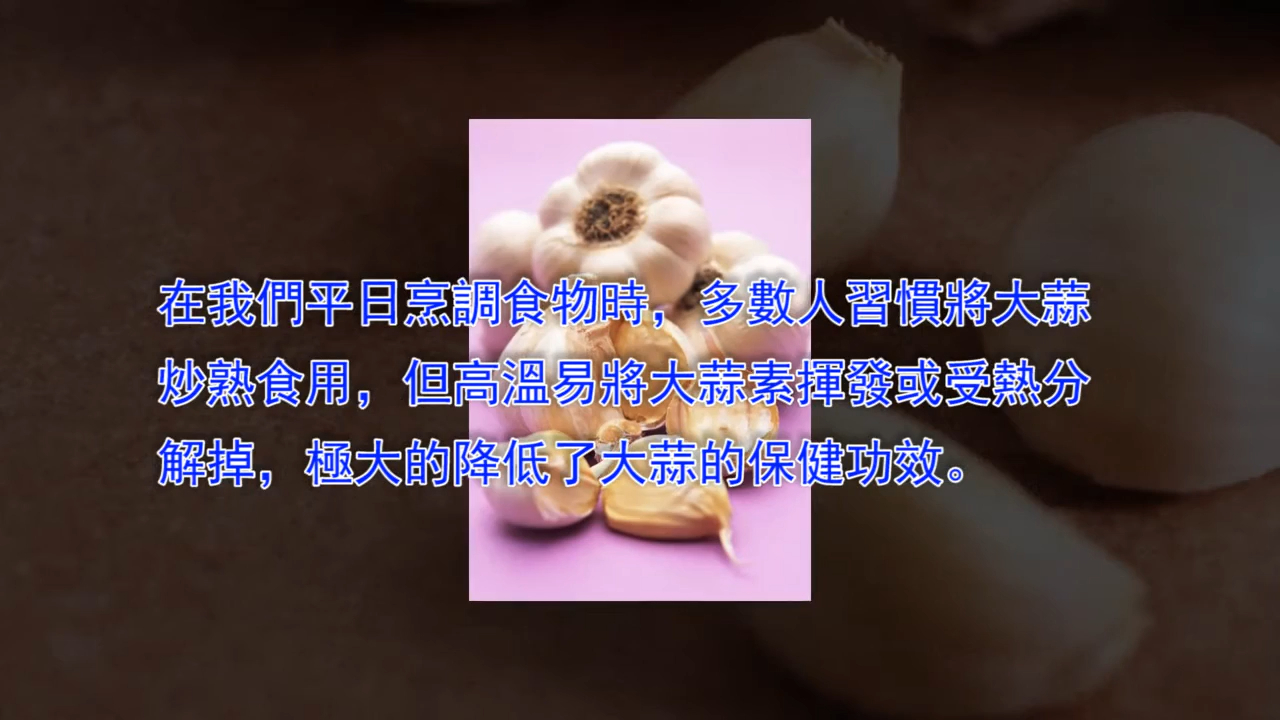 在我們平日烹調食物時，多數人習慣將大蒜
炒熟食用，但高溫易將大蒜素揮發或受熱分
解掉，極大的降低了大蒜的保健功效。